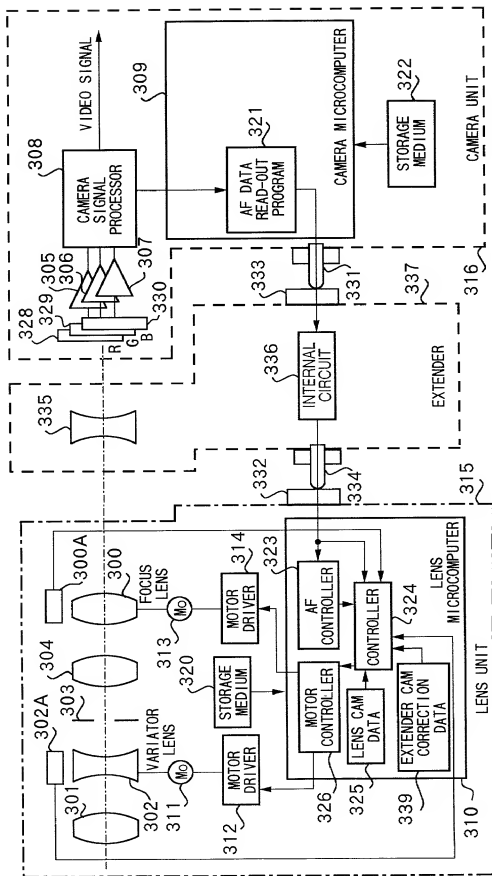 302A
300A
301
303
304
300
VARIATOR
LENS
FOCUS
LENS
302
311
Mo
313
Mo
312
MOTOR
DRIVER
320
STORAGE
MEDIUM
314
MOTOR
DRIVER
326
MOTOR
CONTROLLER
323
AF
CONTROLLER
324
CONTROLLER
325
LENS CAM
DATA
339
EXTENDER CAM
CORRECTION
DATA
310
LENS
MICROCOMPUTER
LENS UNIT
315
332
334
335
336
INTERNAL
CIRCUIT
EXTENDER
337
333
331
316
328
329
330
R
G
B
305
306
307
308
CAMERA
SIGNAL
PROCESSOR
VIDEO SIGNAL
309
321
AF DATA
READ-OUT
PROGRAM
CAMERA MICROCOMPUTER
322
STORAGE
MEDIUM
CAMERA UNIT